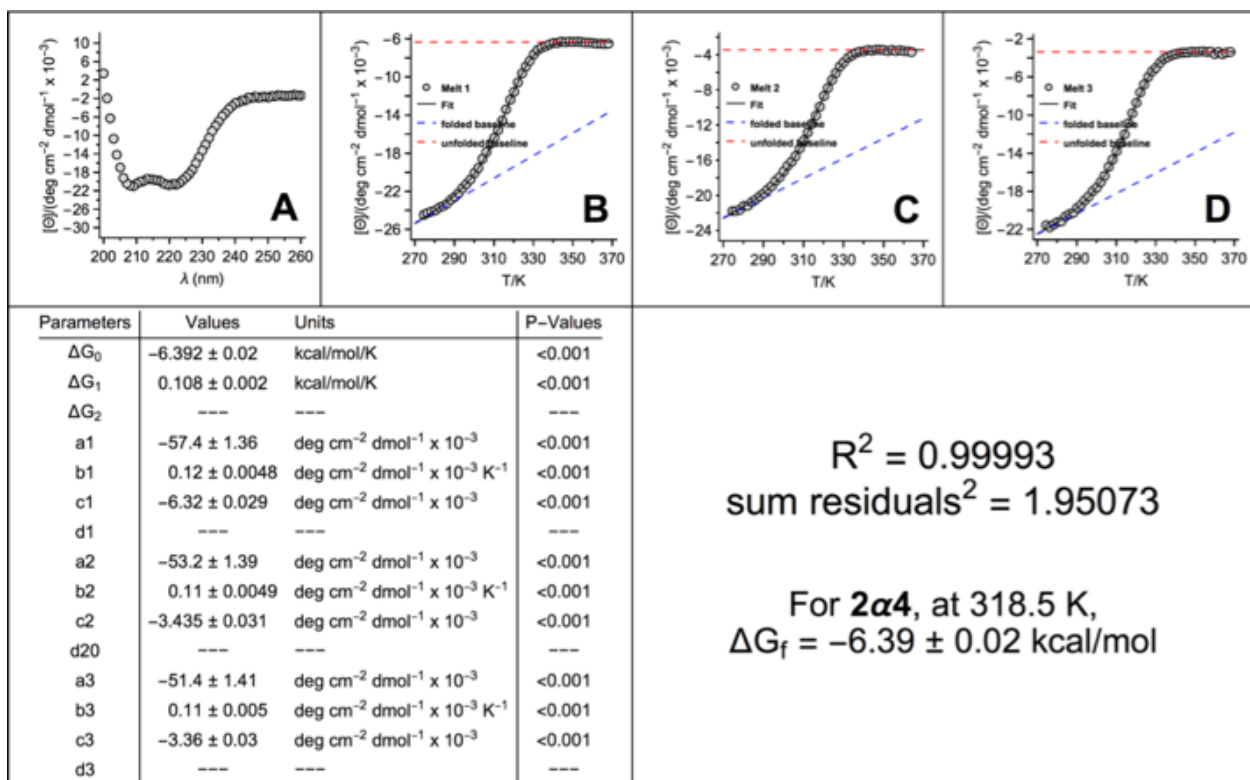 [Θ]/(deg cm⁻² dmol⁻¹ x 10⁻³)
10
6
2
−2
−6
−11
−15
−18
−22
−26
−30
200 210 220 230 240 250 260
λ (nm)
A
[Θ]/(deg cm⁻² dmol⁻¹ x 10⁻³)
−6
−10
−14
−18
−22
−26
Melt 1
Fit
folded baseline
unfolded baseline
270 290 310 330 350 370
T/K
B
[Θ]/(deg cm⁻² dmol⁻¹ x 10⁻³)
−4
−8
−12
−16
−20
−24
Melt 2
Fit
folded baseline
unfolded baseline
270 290 310 330 350 370
T/K
C
[Θ]/(deg cm⁻² dmol⁻¹ x 10⁻³)
−2
−6
−10
−14
−18
−22
Melt 3
Fit
folded baseline
unfolded baseline
270 290 310 330 350 370
T/K
D
Parameters Values Units P−Values
ΔG₀ −6.392 ± 0.02 kcal/mol/K <0.001
ΔG₁ 0.108 ± 0.002 kcal/mol/K <0.001
ΔG₂ −−− −−− −−−
a1 −57.4 ± 1.36 deg cm⁻² dmol⁻¹ x 10⁻³ <0.001
b1 0.12 ± 0.0048 deg cm⁻² dmol⁻¹ x 10⁻³ K⁻¹ <0.001
c1 −6.32 ± 0.029 deg cm⁻² dmol⁻¹ x 10⁻³ <0.001
d1 −−− −−− −−−
a2 −53.2 ± 1.39 deg cm⁻² dmol⁻¹ x 10⁻³ <0.001
b2 0.11 ± 0.0049 deg cm⁻² dmol⁻¹ x 10⁻³ K⁻¹ <0.001
c2 −3.435 ± 0.031 deg cm⁻² dmol⁻¹ x 10⁻³ <0.001
d20 −−− −−− −−−
a3 −51.4 ± 1.41 deg cm⁻² dmol⁻¹ x 10⁻³ <0.001
b3 0.11 ± 0.005 deg cm⁻² dmol⁻¹ x 10⁻³ K⁻¹ <0.001
c3 −3.36 ± 0.03 deg cm⁻² dmol⁻¹ x 10⁻³ <0.001
d3 −−− −−− −−−
R² = 0.99993
sum residuals² = 1.95073
For 2α4, at 318.5 K,
ΔG_f = −6.39 ± 0.02 kcal/mol